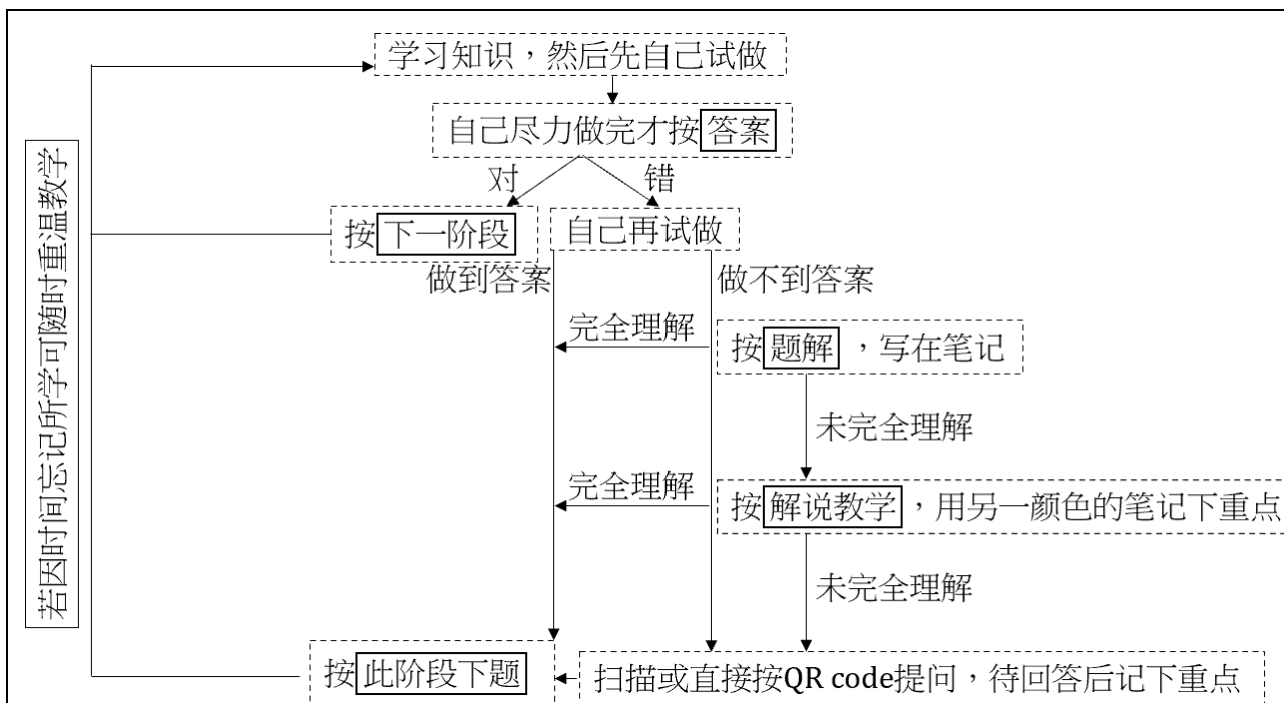 学习知识，然后先自己试做
自己尽力做完才按答案
对
错
按下一阶段
自己再试做
做到答案
做不到答案
完全理解
按题解，写在笔记
未完全理解
完全理解
按解说教学，用另一颜色的笔记下重点
未完全理解
按此阶段下题
扫描或直接按QR code提问，待回答后记下重点
若因时间忘记所学可随时重温教学